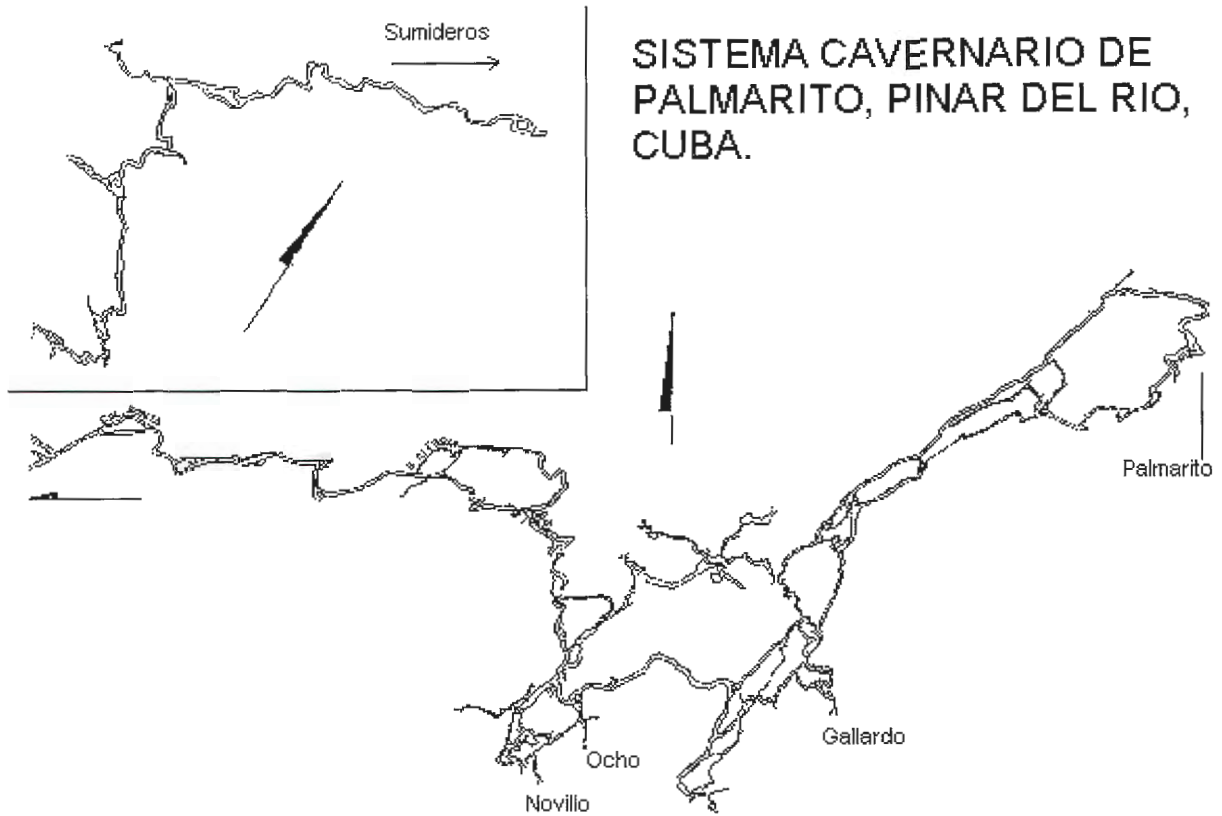 Sumideros
SISTEMA CAVERNARIO DE
PALMARITO, PINAR DEL RIO,
CUBA.
Palmarito
Gallardo
Ocho
Novillo